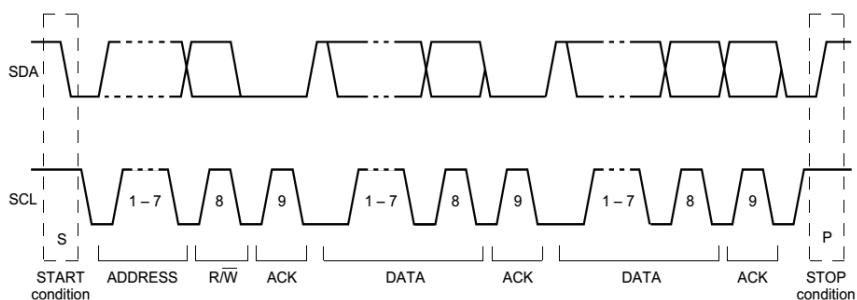 SDA
SCL
1 – 7
8
9
1 – 7
8
9
1 – 7
8
9
S
P
START
condition
ADDRESS
R/W̅
ACK
DATA
ACK
DATA
ACK
STOP
condition